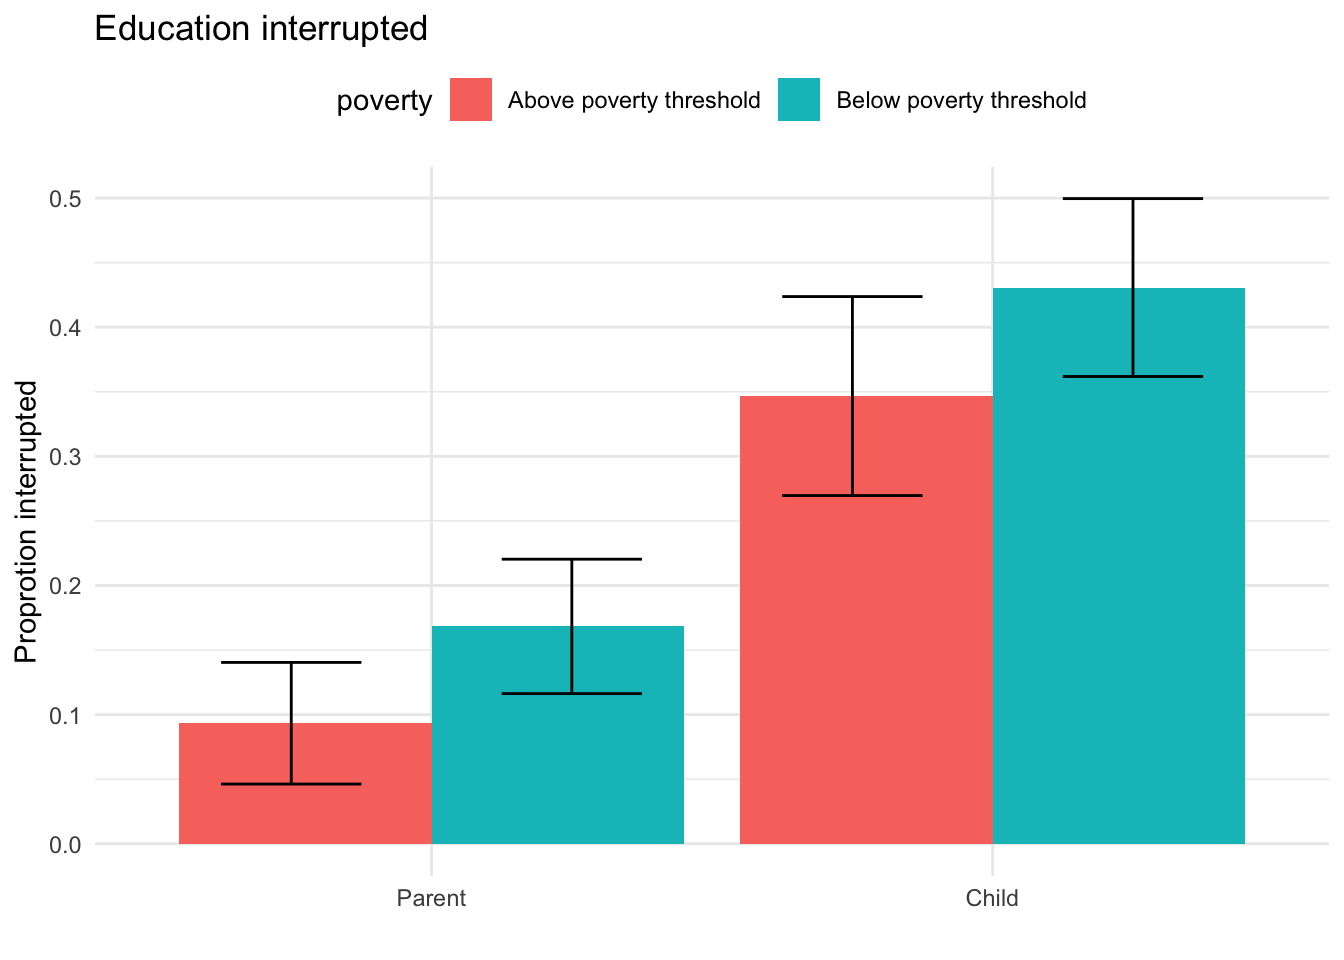 Education interrupted
poverty Above poverty threshold Below poverty threshold
Proprotion interrupted
0.5
0.4
0.3
0.2
0.1
0.0
Parent Child